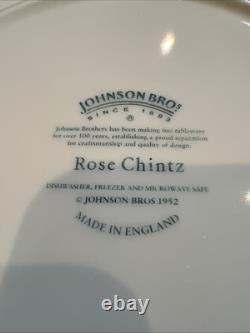 JOHNSON BROS
SINCE 1883
Johnson Brothers has been making fine tableware
for over 100 years, establishing a proud reputation
for craftsmanship and quality of design.
Rose Chintz
DISHWASHER, FREEZER AND MICROWAVE SAFE
© JOHNSON BROS 1952
MADE IN ENGLAND